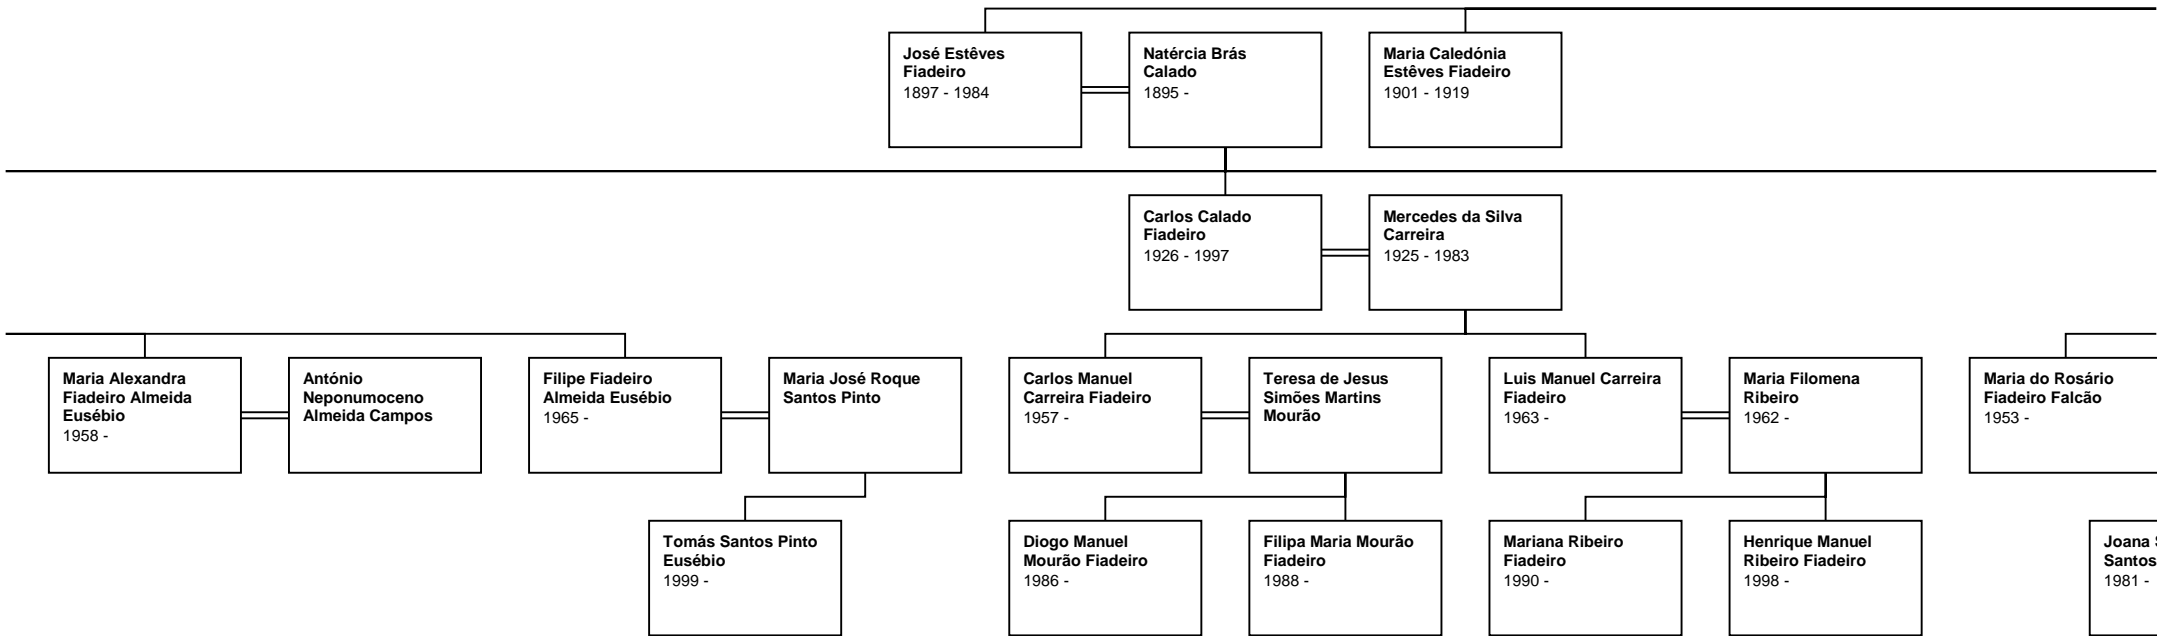 José Estêves
Fiadeiro
1897 - 1984
Natércia Brás
Calado
1895 -
Maria Caledónia
Estêves Fiadeiro
1901 - 1919
Carlos Calado
Fiadeiro
1926 - 1997
Mercedes da Silva
Carreira
1925 - 1983
Maria Alexandra
Fiadeiro Almeida
Eusébio
1958 -
António
Neponumoceno
Almeida Campos
Filipe Fiadeiro
Almeida Eusébio
1965 -
Maria José Roque
Santos Pinto
Carlos Manuel
Carreira Fiadeiro
1957 -
Teresa de Jesus
Simões Martins
Mourão
Luis Manuel Carreira
Fiadeiro
1963 -
Maria Filomena
Ribeiro
1962 -
Maria do Rosário
Fiadeiro Falcão
1953 -
Tomás Santos Pinto
Eusébio
1999 -
Diogo Manuel
Mourão Fiadeiro
1986 -
Filipa Maria Mourão
Fiadeiro
1988 -
Mariana Ribeiro
Fiadeiro
1990 -
Henrique Manuel
Ribeiro Fiadeiro
1998 -
Joana
Santos
1981 -